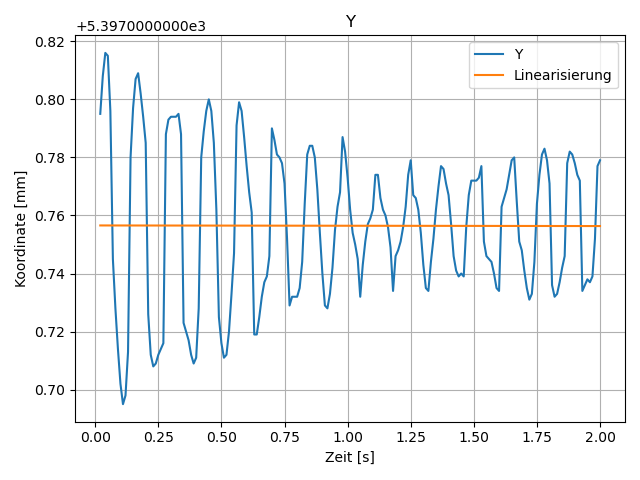 Y
+5.3970000000e3
Koordinate [mm]
0.82
0.80
0.78
0.76
0.74
0.72
0.70
Y
Linearisierung
0.00 0.25 0.50 0.75 1.00 1.25 1.50 1.75 2.00
Zeit [s]